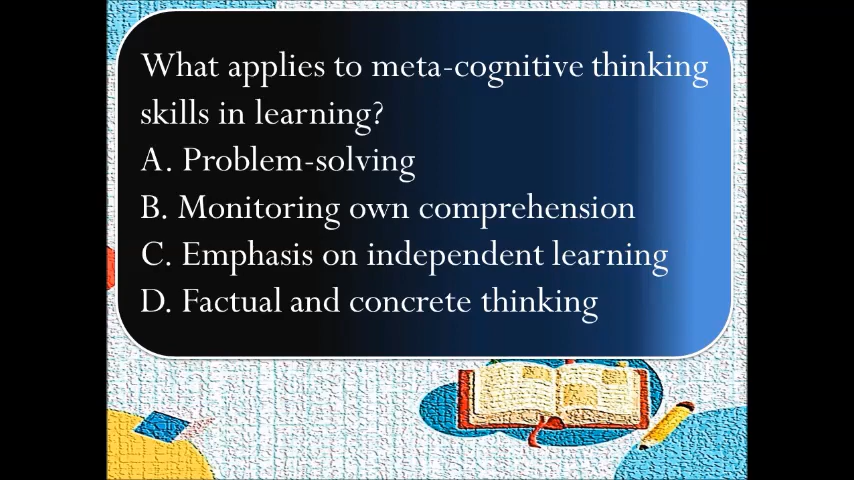 What applies to meta-cognitive thinking
skills in learning?
A. Problem-solving
B. Monitoring own comprehension
C. Emphasis on independent learning
D. Factual and concrete thinking